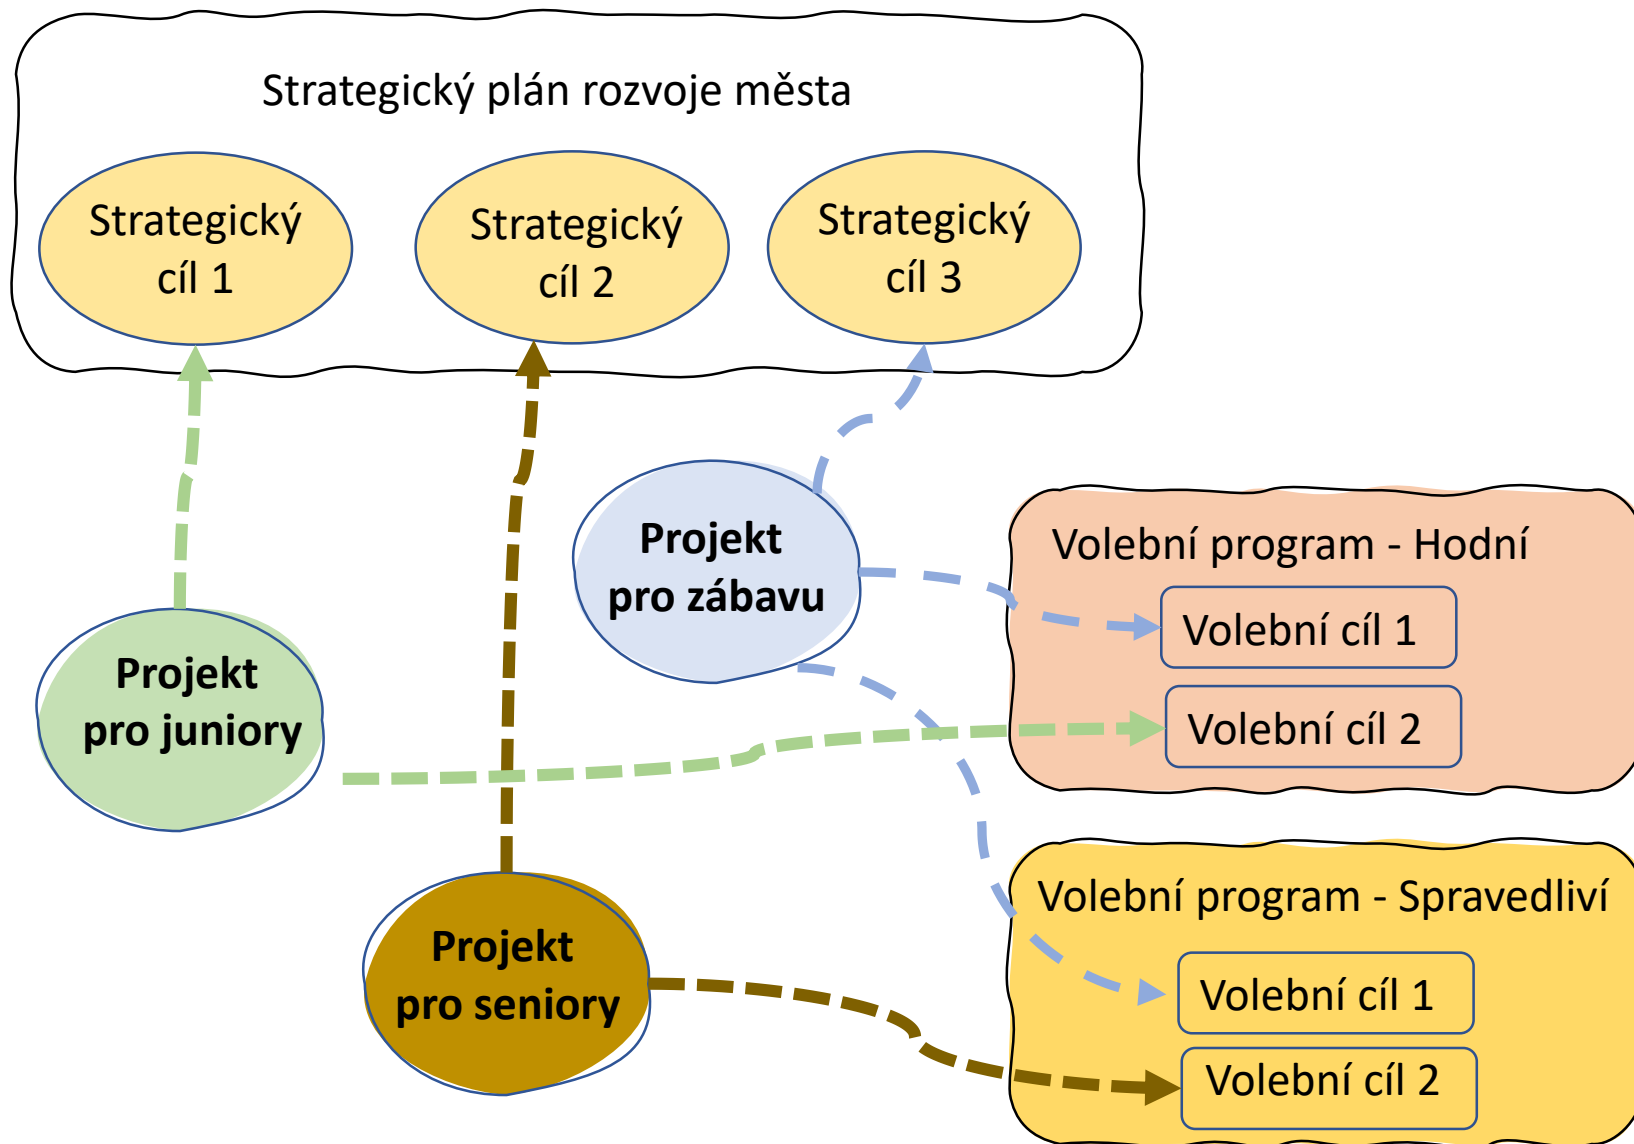 Strategický plán rozvoje města
Strategický
cíl 1
Strategický
cíl 2
Strategický
cíl 3
Projekt
pro zábavu
Projekt
pro juniory
Projekt
pro seniory
Volební program - Hodní
Volební cíl 1
Volební cíl 2
Volební program - Spravedliví
Volební cíl 1
Volební cíl 2